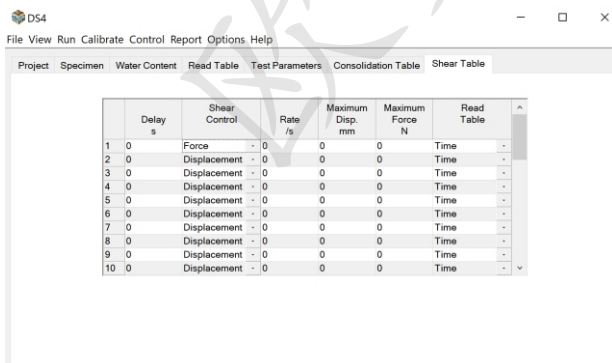 DS4
File View Run Calibrate Control Report Options Help
Project Specimen Water Content Read Table Test Parameters Consolidation Table Shear Table
Delay s Shear Control Rate /s Maximum Disp. mm Maximum Force N Read Table
1 0 Force 0 0 0 Time
2 0 Displacement 0 0 0 Time
3 0 Displacement 0 0 0 Time
4 0 Displacement 0 0 0 Time
5 0 Displacement 0 0 0 Time
6 0 Displacement 0 0 0 Time
7 0 Displacement 0 0 0 Time
8 0 Displacement 0 0 0 Time
9 0 Displacement 0 0 0 Time
10 0 Displacement 0 0 0 Time